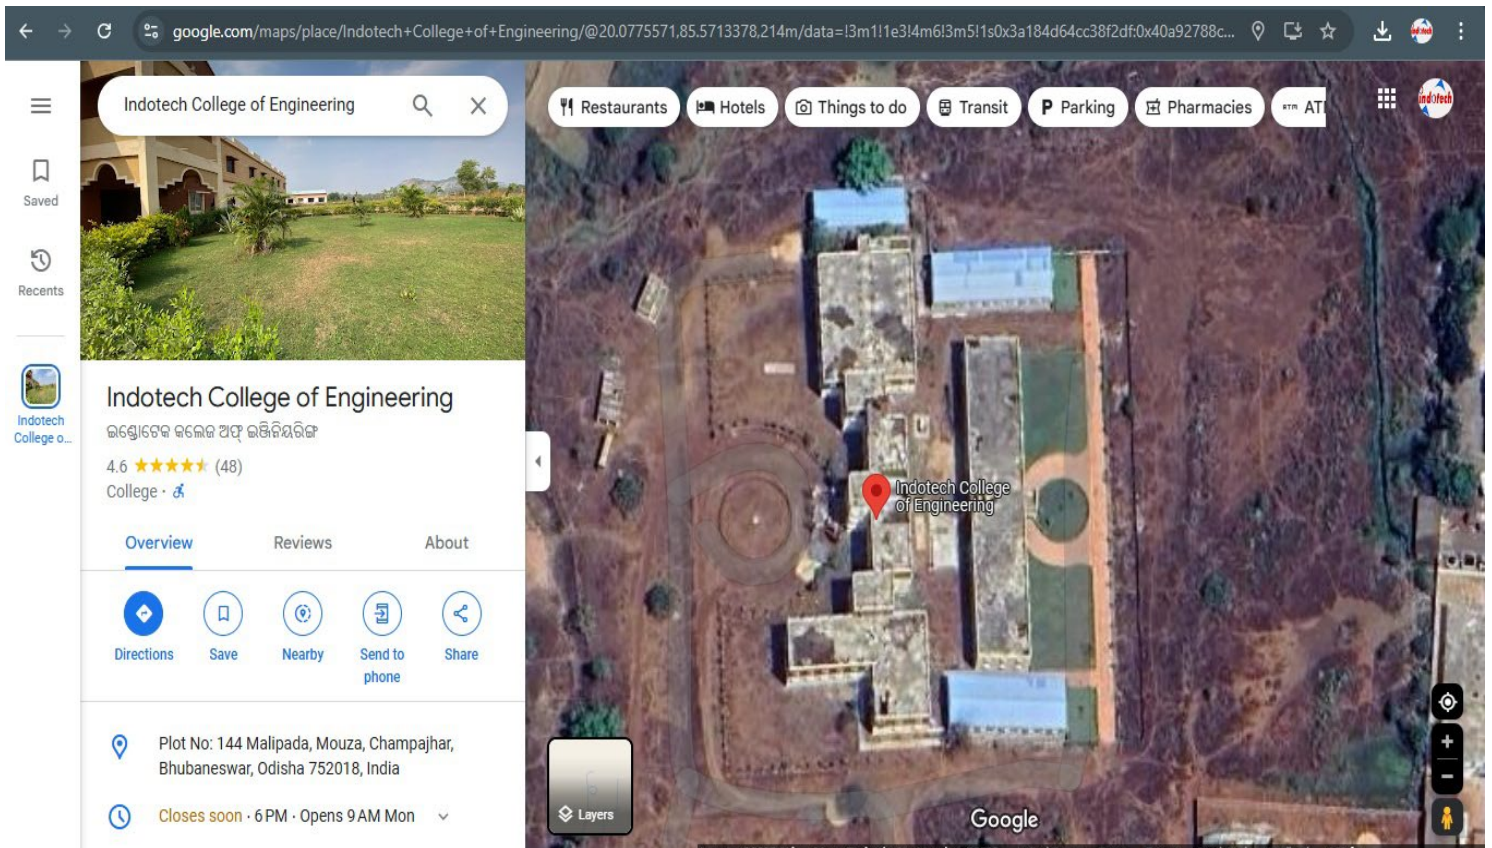 google.com/maps/place/Indotech+College+of+Engineering/@20.0775571,85.5713378,214m/data=!3m1!1e3!4m6!3m5!1s0x3a184d64cc38f2df:0x40a92788c...
Indotech College of Engineering
Restaurants
Hotels
Things to do
Transit
P Parking
Pharmacies
ATM
indotech
Saved
Recents
Indotech
College o...
Indotech College of Engineering
ଇଣ୍ଡୋଟେକ କଲେଜ ଅଫ୍ ଇଞ୍ଜିନିୟରିଙ୍ଗ
4.6 (48)
College ·
Overview
Reviews
About
Directions
Save
Nearby
Send to
phone
Share
Plot No: 144 Malipada, Mouza, Champajhar,
Bhubaneswar, Odisha 752018, India
Closes soon · 6 PM · Opens 9 AM Mon
Indotech College
of Engineering
Layers
Google